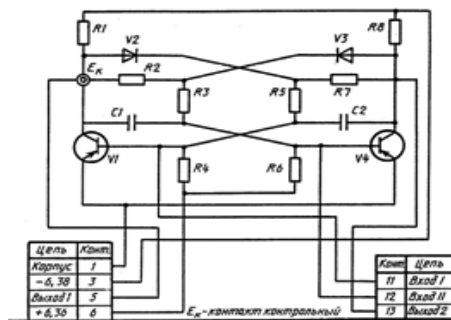 R1
R8
V2
V3
Eк
R2
R7
R3
R5
C1
C2
V1
V4
R4
R6
Цепь Конт.
Корпус 1
−6,3В 3
Выход 1 5
+6,3б 6
Eк-контакт контрольный
Конт Цепь
11 Вход I
12 Вход II
13 Выход 2